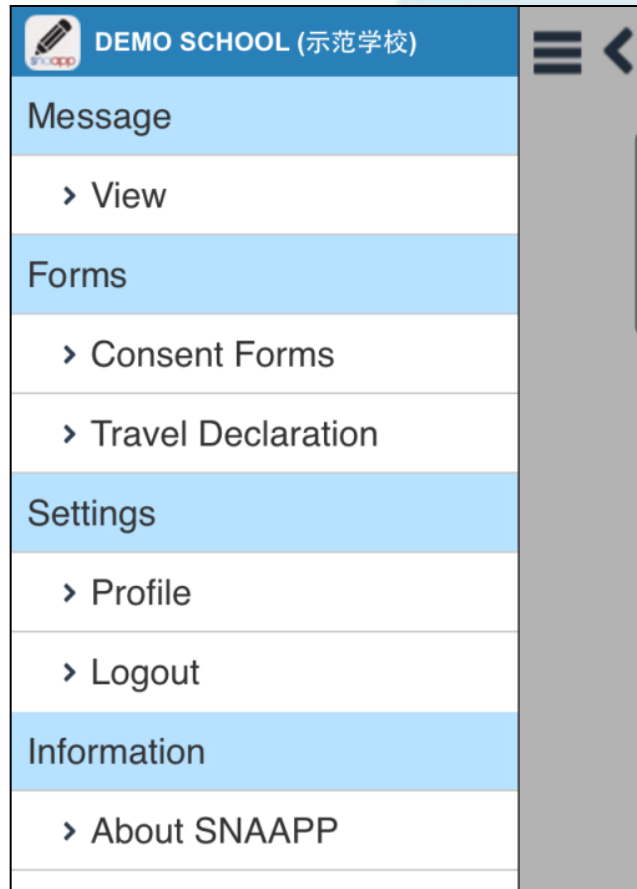 snaapp
DEMO SCHOOL (示范学校)
Message
View
Forms
Consent Forms
Travel Declaration
Settings
Profile
Logout
Information
About SNAAPP